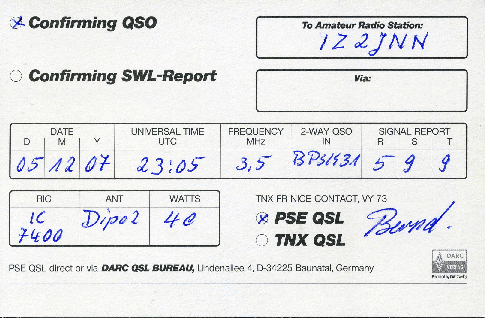 Confirming QSO
To Amateur Radio Station:
IZ2JNN
Confirming SWL-Report
Via:
DATE UNIVERSAL TIME FREQUENCY 2-WAY QSO SIGNAL REPORT
D M Y UTC MHz IN R S T
05 12 07 23:05 3,5 BPSK31 5 9 9
RIG ANT WATTS
IC 7400 Dipol 40
TNX FR NICE CONTACT, VY 73
PSE QSL
Bernd.
TNX QSL
PSE QSL direct or via DARC QSL BUREAU, Lindenallee 4, D-34225 Baunatal, Germany
DARC